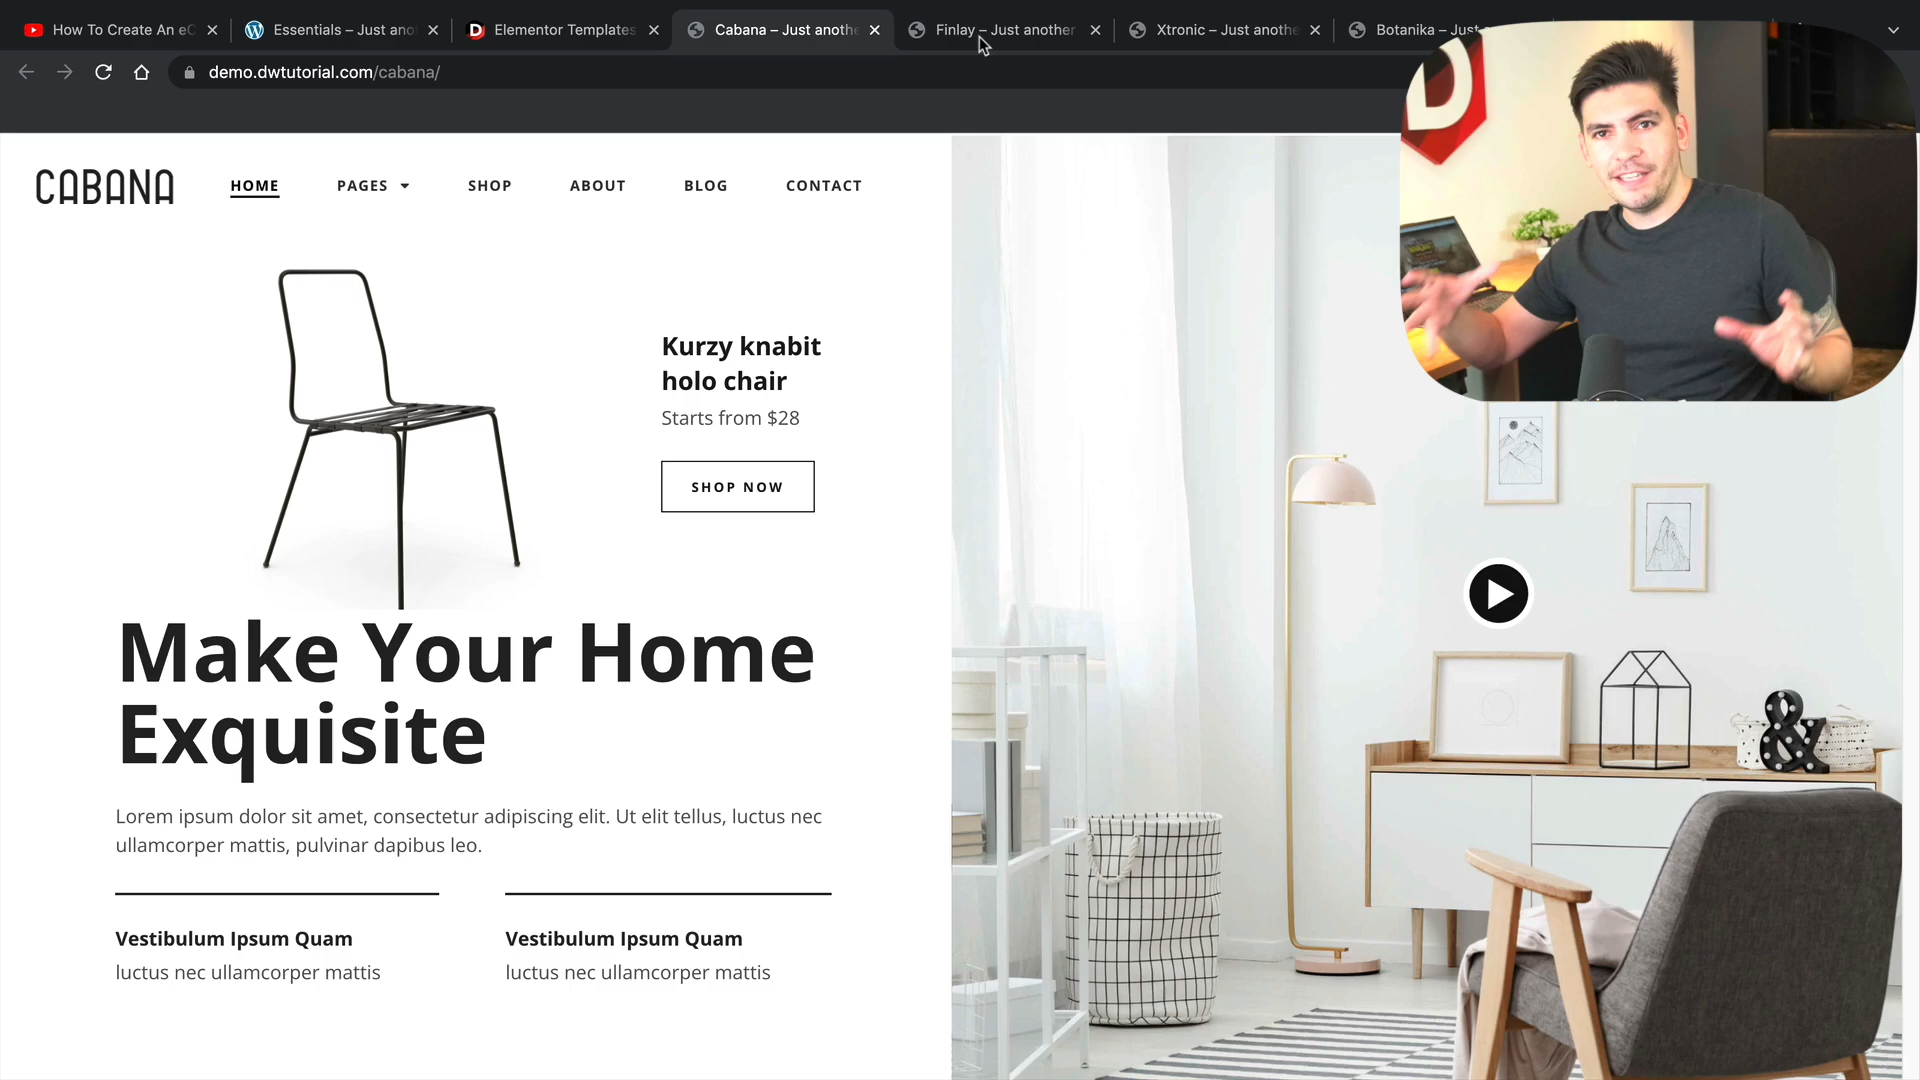 How To Create An eC
Essentials – Just ano
Elementor Templates
Cabana – Just anothe
Finlay – Just another
Xtronic – Just anothe
Botanika – Just
demo.dwtutorial.com/cabana/
CABANA
HOME
PAGES
SHOP
ABOUT
BLOG
CONTACT
Kurzy knabit
holo chair
Starts from $28
SHOP NOW
Make Your Home
Exquisite
Lorem ipsum dolor sit amet, consectetur adipiscing elit. Ut elit tellus, luctus nec
ullamcorper mattis, pulvinar dapibus leo.
Vestibulum Ipsum Quam
luctus nec ullamcorper mattis
Vestibulum Ipsum Quam
luctus nec ullamcorper mattis
&
D